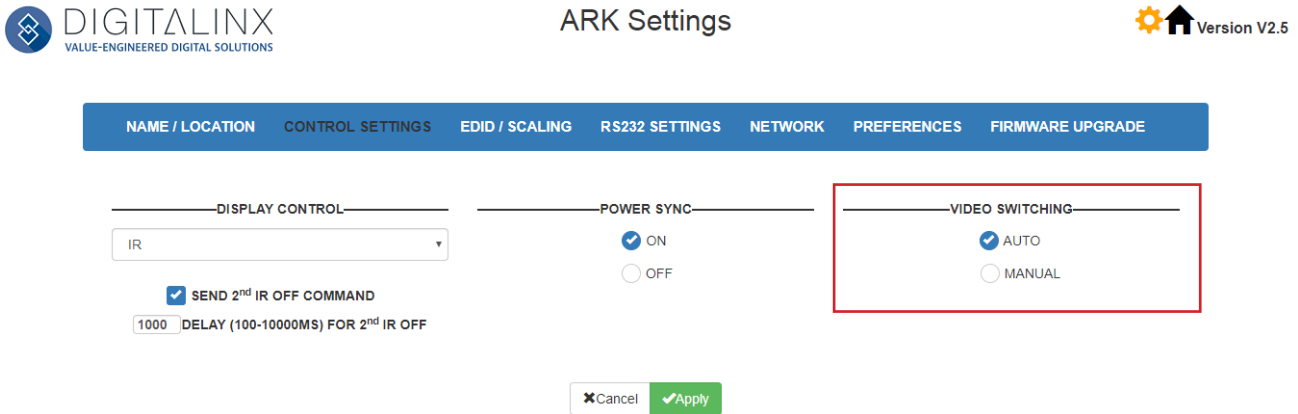 DIGITALINX
VALUE-ENGINEERED DIGITAL SOLUTIONS
ARK Settings
Version V2.5
NAME / LOCATION CONTROL SETTINGS EDID / SCALING RS232 SETTINGS NETWORK PREFERENCES FIRMWARE UPGRADE
DISPLAY CONTROL
IR
SEND 2nd IR OFF COMMAND
1000 DELAY (100-10000MS) FOR 2nd IR OFF
POWER SYNC
ON
OFF
VIDEO SWITCHING
AUTO
MANUAL
Cancel Apply